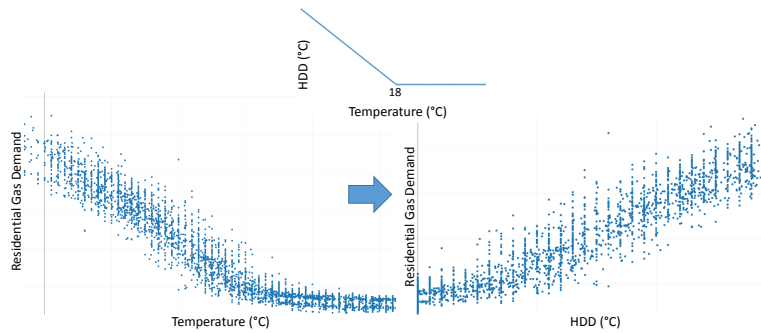 HDD (°C)
18
Temperature (°C)
Residential Gas Demand
Temperature (°C)
Residential Gas Demand
HDD (°C)